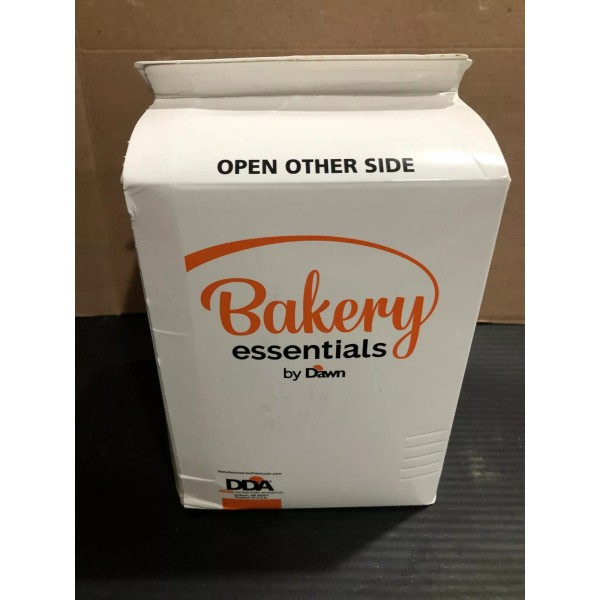 OPEN OTHER SIDE
Bakery
essentials
by Dawn
DDA